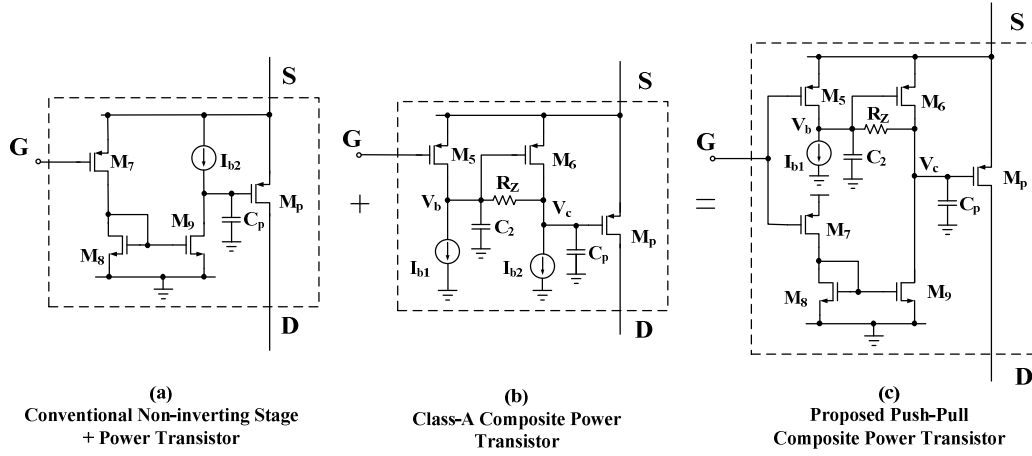 S
G
M7
Ib2
M9
Cp
Mp
M8
D
(a)
Conventional Non-inverting Stage
+ Power Transistor
+
S
G
M5
M6
Vb
RZ
Vc
C2
Mp
Ib1
Ib2
Cp
D
(b)
Class-A Composite Power
Transistor
=
S
G
M5
M6
Vb
RZ
Ib1
C2
Vc
Mp
Cp
M7
M8
M9
D
(c)
Proposed Push-Pull
Composite Power Transistor